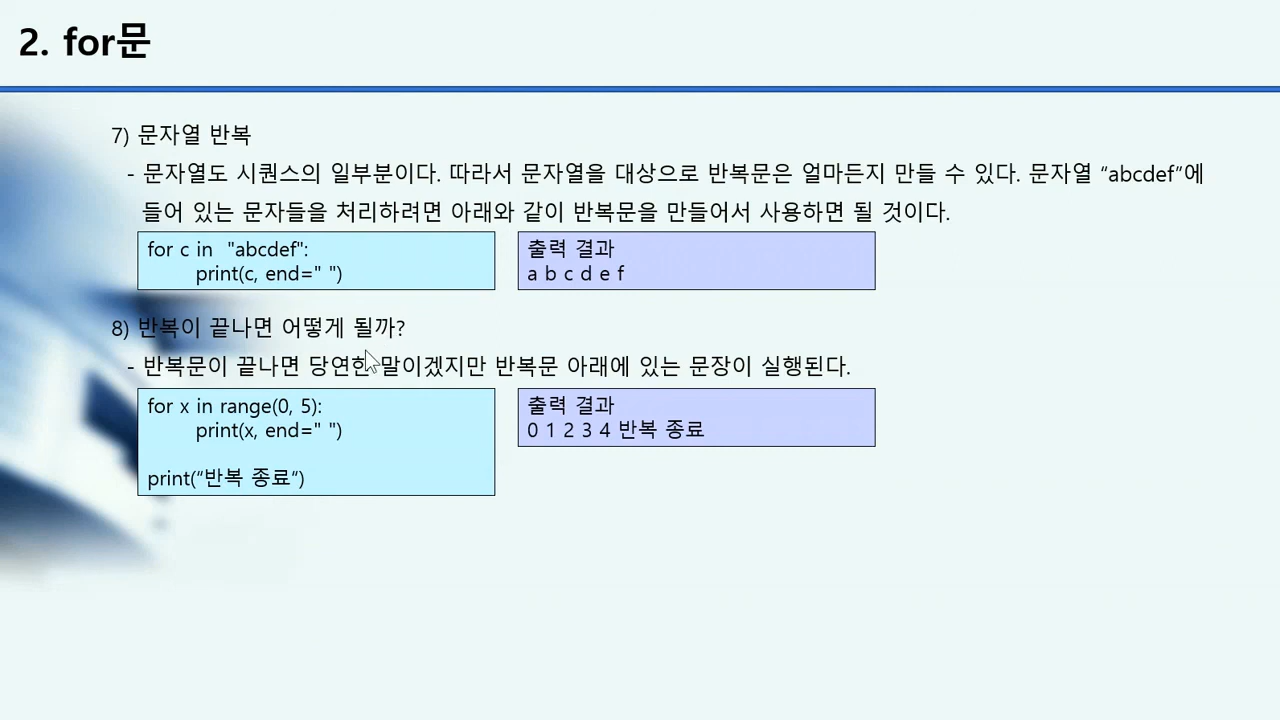 2. for문
7) 문자열 반복
- 문자열도 시퀀스의 일부분이다. 따라서 문자열을 대상으로 반복문은 얼마든지 만들 수 있다. 문자열 “abcdef”에
들어 있는 문자들을 처리하려면 아래와 같이 반복문을 만들어서 사용하면 될 것이다.
for c in "abcdef":
print(c, end=" ")
출력 결과
a b c d e f
8) 반복이 끝나면 어떻게 될까?
- 반복문이 끝나면 당연한 말이겠지만 반복문 아래에 있는 문장이 실행된다.
for x in range(0, 5):
print(x, end=" ")
print(“반복 종료“)
출력 결과
0 1 2 3 4 반복 종료